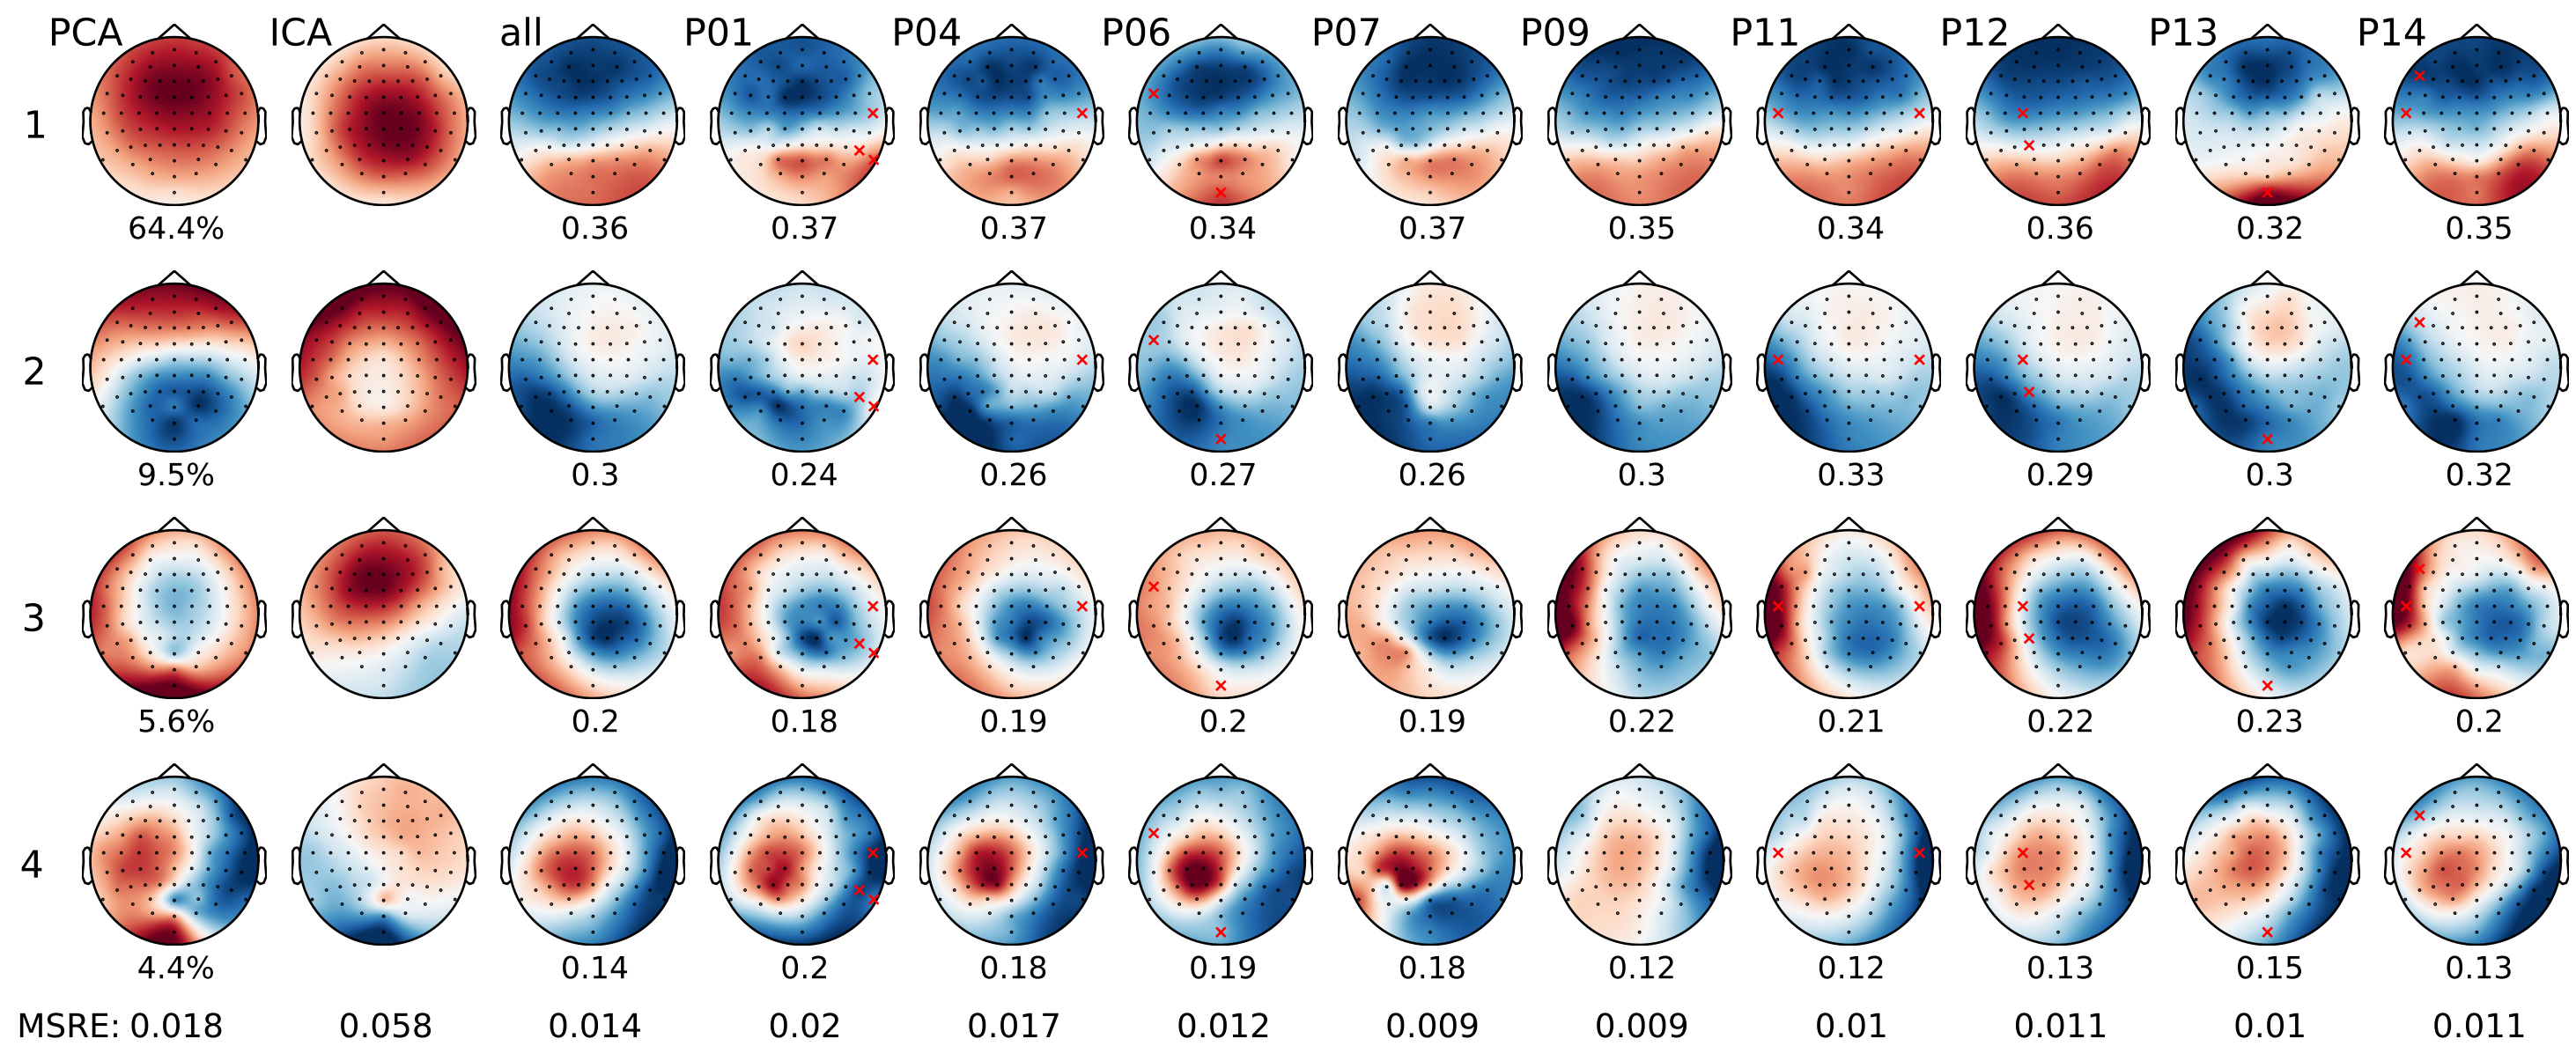 PCA ICA all P01 P04 P06 P07 P09 P11 P12 P13 P14
1
64.4% 0.36 0.37 0.37 0.34 0.37 0.35 0.34 0.36 0.32 0.35
2
9.5% 0.3 0.24 0.26 0.27 0.26 0.3 0.33 0.29 0.3 0.32
3
5.6% 0.2 0.18 0.19 0.2 0.19 0.22 0.21 0.22 0.23 0.2
4
4.4% 0.14 0.2 0.18 0.19 0.18 0.12 0.12 0.13 0.15 0.13
MSRE: 0.018 0.058 0.014 0.02 0.017 0.012 0.009 0.009 0.01 0.011 0.01 0.011